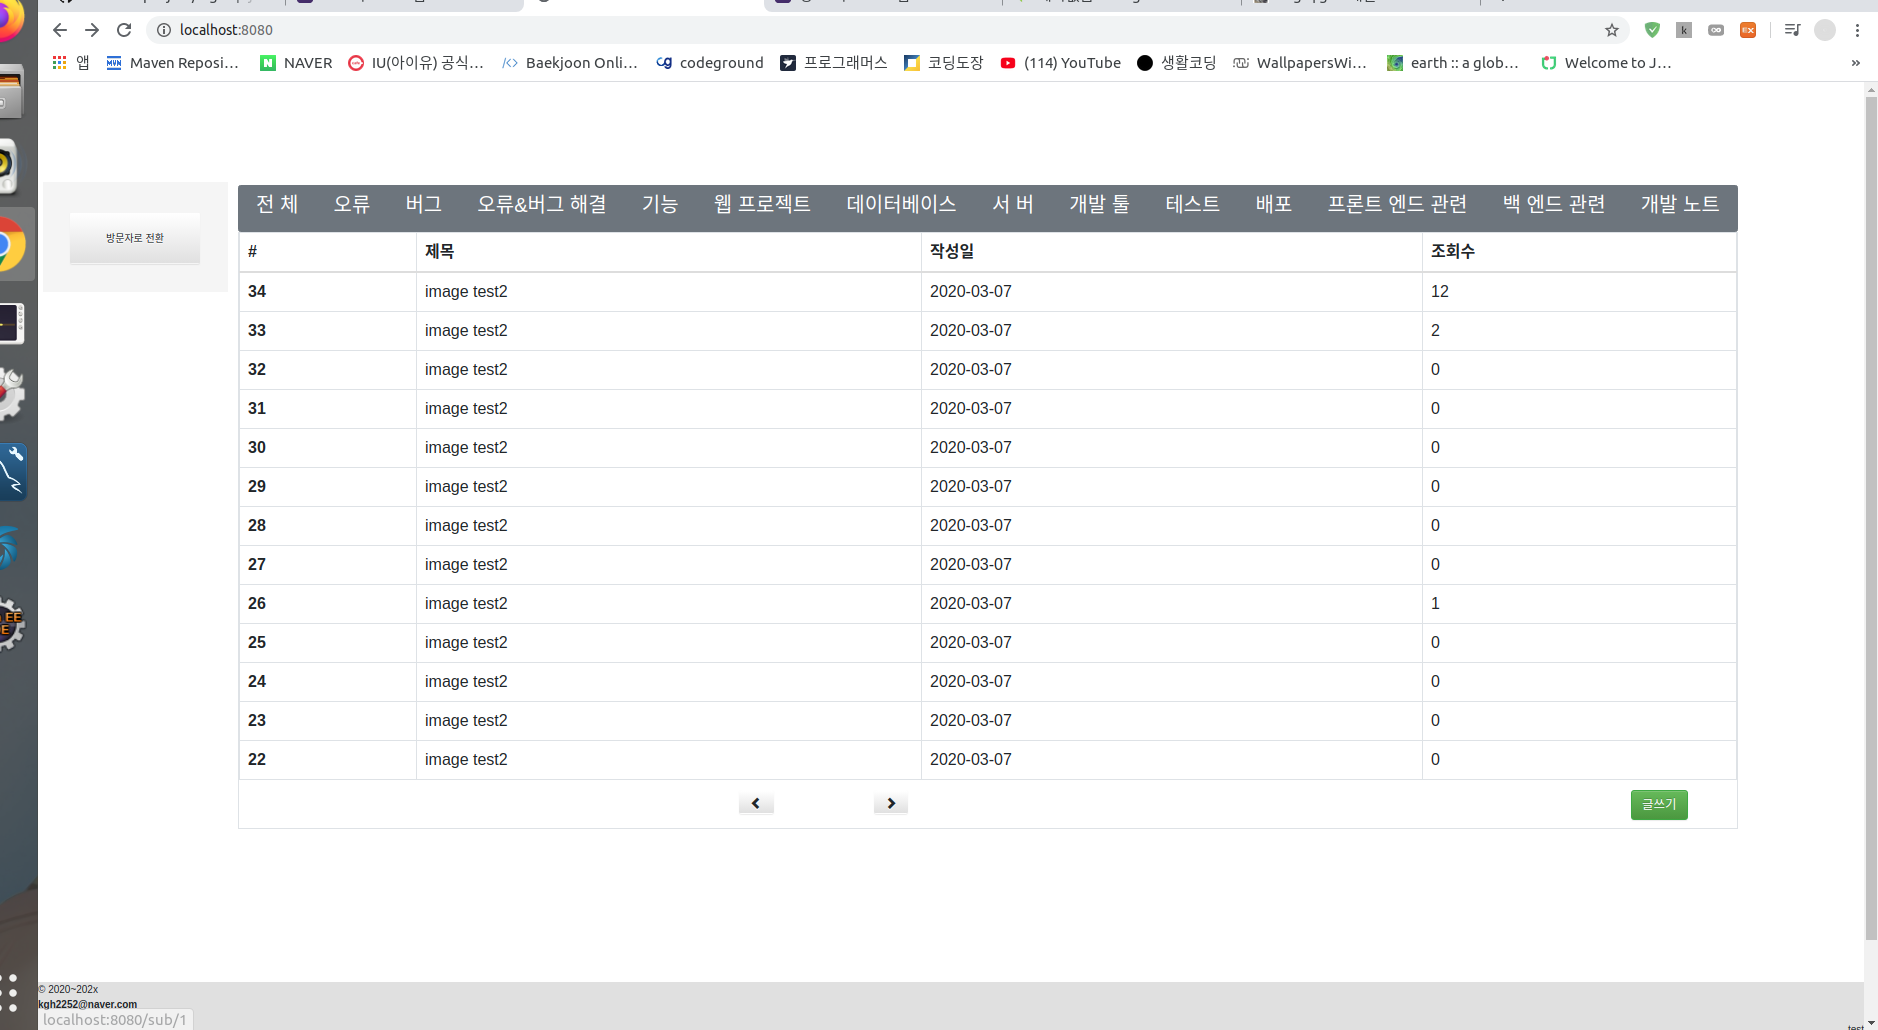 localhost:8080
앱 Maven Reposi... NAVER IU(아이유) 공식... Baekjoon Onli... codeground 프로그래머스 코딩도장 (114) YouTube 생활코딩 WallpapersWi... earth :: a glob... Welcome to J... »
방문자로 전환
전 체 오류 버그 오류&버그 해결 기능 웹 프로젝트 데이터베이스 서 버 개발 툴 테스트 배포 프론트 엔드 관련 백 엔드 관련 개발 노트
# 제목 작성일 조회수
34 image test2 2020-03-07 12
33 image test2 2020-03-07 2
32 image test2 2020-03-07 0
31 image test2 2020-03-07 0
30 image test2 2020-03-07 0
29 image test2 2020-03-07 0
28 image test2 2020-03-07 0
27 image test2 2020-03-07 0
26 image test2 2020-03-07 1
25 image test2 2020-03-07 0
24 image test2 2020-03-07 0
23 image test2 2020-03-07 0
22 image test2 2020-03-07 0
글쓰기
© 2020~202x
kgh2252@naver.com
localhost:8080/sub/1
test